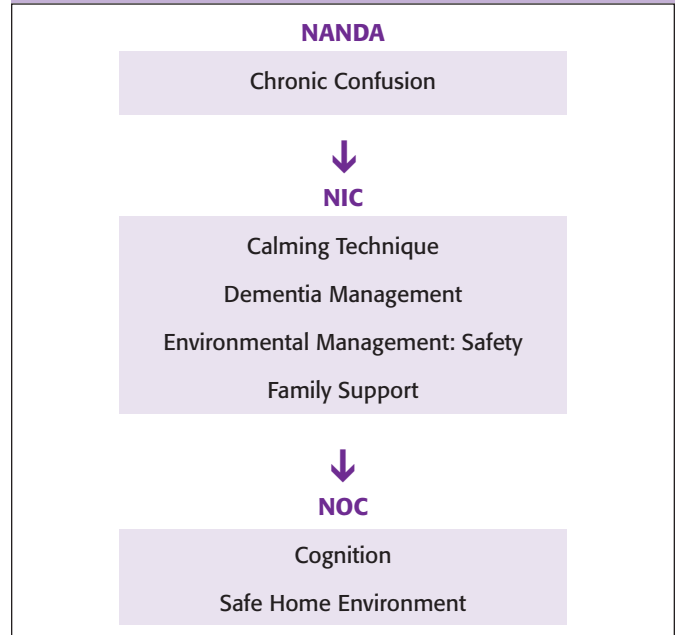 NANDA
Chronic Confusion
NIC
Calming Technique
Dementia Management
Environmental Management: Safety
Family Support
NOC
Cognition
Safe Home Environment